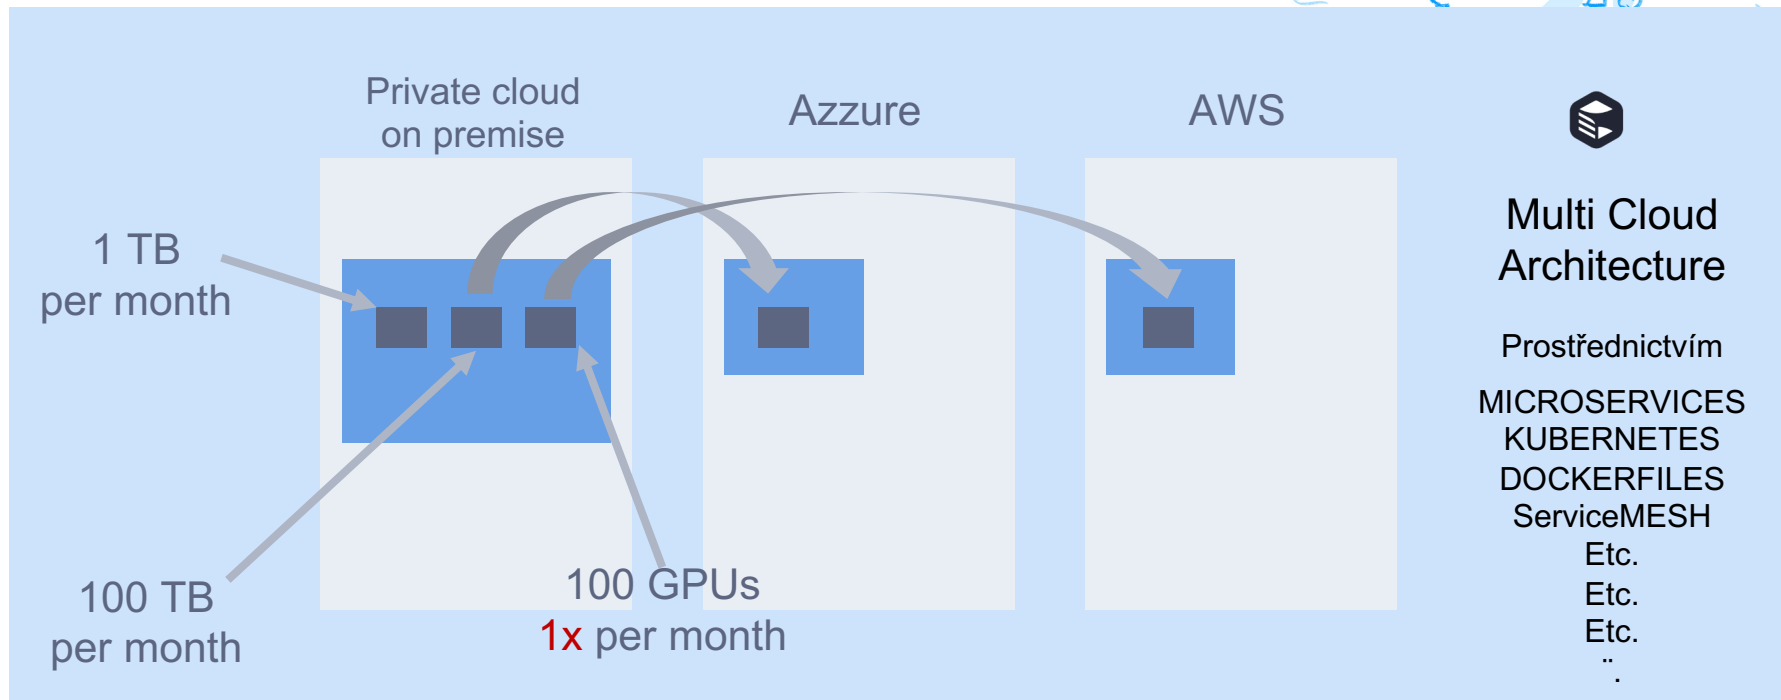 Private cloud
on premise
Azzure
AWS
1 TB
per month
100 TB
per month
100 GPUs
1x per month
Multi Cloud
Architecture
Prostřednictvím
MICROSERVICES
KUBERNETES
DOCKERFILES
ServiceMESH
Etc.
Etc.
Etc.
¨.